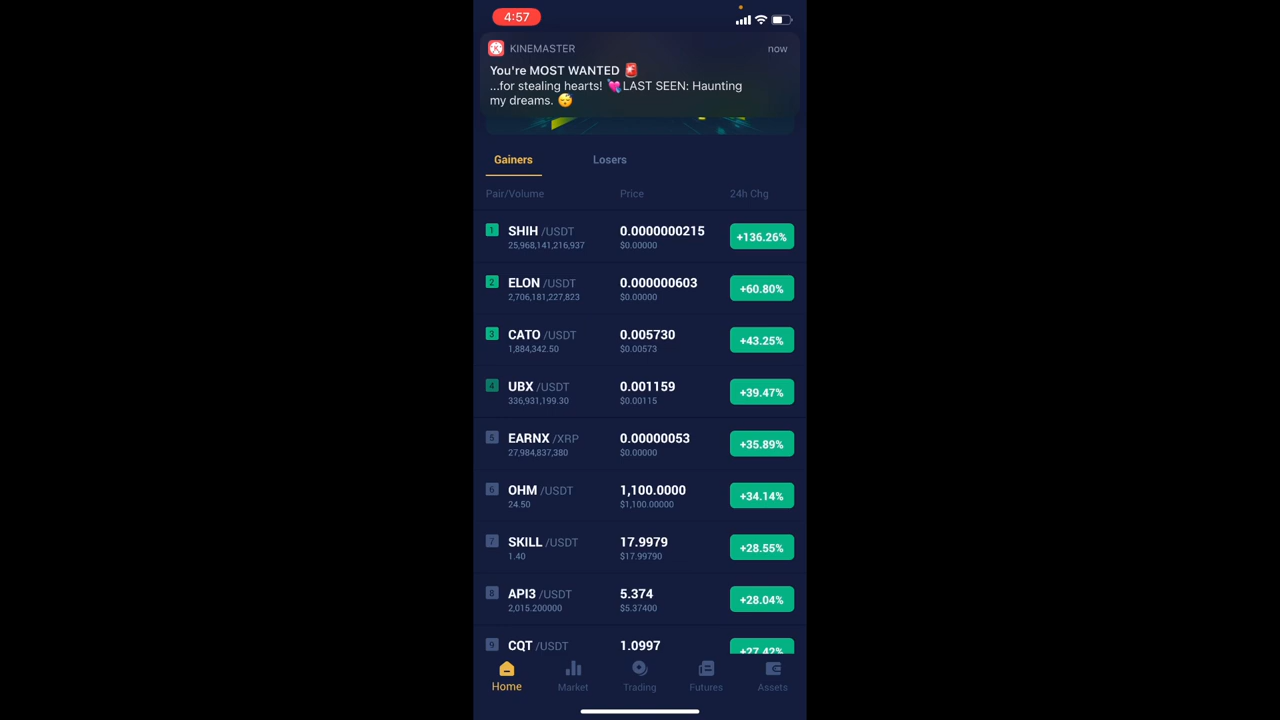 4:57
KINEMASTER now
You're MOST WANTED 🚨
...for stealing hearts! 💘LAST SEEN: Haunting
my dreams. 😴
Gainers Losers
Pair/Volume Price 24h Chg
1 SHIH /USDT 0.0000000215 +136.26%
25,968,141,216,937 $0.00000
2 ELON /USDT 0.000000603 +60.80%
2,706,181,227,823 $0.00000
3 CATO /USDT 0.005730 +43.25%
1,884,342.50 $0.00573
4 UBX /USDT 0.001159 +39.47%
336,931,199.30 $0.00115
5 EARNX /XRP 0.00000053 +35.89%
27,984,837,380 $0.00000
6 OHM /USDT 1,100.0000 +34.14%
24.50 $1,100.00000
7 SKILL /USDT 17.9979 +28.55%
1.40 $17.99790
8 API3 /USDT 5.374 +28.04%
2,015.200000 $5.37400
9 CQT /USDT 1.0997 +27.42%
Home Market Trading Futures Assets